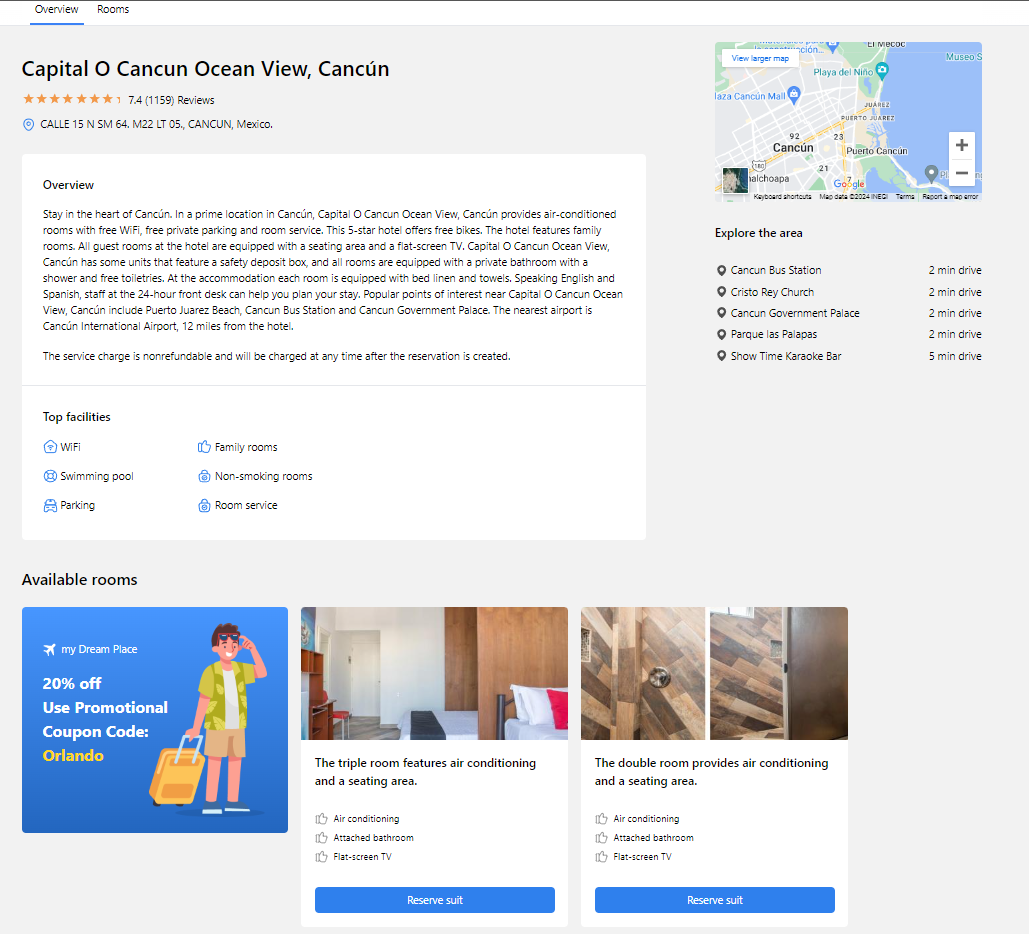 Overview Rooms
Capital O Cancun Ocean View, Cancún
7.4 (1159) Reviews
CALLE 15 N SM 64. M22 LT 05., CANCUN, Mexico.
Overview
Stay in the heart of Cancún. In a prime location in Cancún, Capital O Cancun Ocean View, Cancún provides air-conditioned
rooms with free WiFi, free private parking and room service. This 5-star hotel offers free bikes. The hotel features family
rooms. All guest rooms at the hotel are equipped with a seating area and a flat-screen TV. Capital O Cancun Ocean View,
Cancún has some units that feature a safety deposit box, and all rooms are equipped with a private bathroom with a
shower and free toiletries. At the accommodation each room is equipped with bed linen and towels. Speaking English and
Spanish, staff at the 24-hour front desk can help you plan your stay. Popular points of interest near Capital O Cancun Ocean
View, Cancún include Puerto Juarez Beach, Cancun Bus Station and Cancun Government Palace. The nearest airport is
Cancún International Airport, 12 miles from the hotel.
The service charge is nonrefundable and will be charged at any time after the reservation is created.
Top facilities
WiFi Family rooms
Swimming pool Non-smoking rooms
Parking Room service
El Meco
View larger map
Museo S
Playa del Niño
laza Cancún Mall
JUÁREZ
PUERTO JUAREZ
92 23
Cancún Puerto Cancún
180 21
nalchoapa 7
Google
Keyboard shortcuts Map data ©2024 INEGI Terms Report a map error
Explore the area
Cancun Bus Station 2 min drive
Cristo Rey Church 2 min drive
Cancun Government Palace 2 min drive
Parque las Palapas 2 min drive
Show Time Karaoke Bar 5 min drive
Available rooms
my Dream Place
20% off
Use Promotional
Coupon Code:
Orlando
The triple room features air conditioning
and a seating area.
Air conditioning
Attached bathroom
Flat-screen TV
Reserve suit
The double room provides air conditioning
and a seating area.
Air conditioning
Attached bathroom
Flat-screen TV
Reserve suit